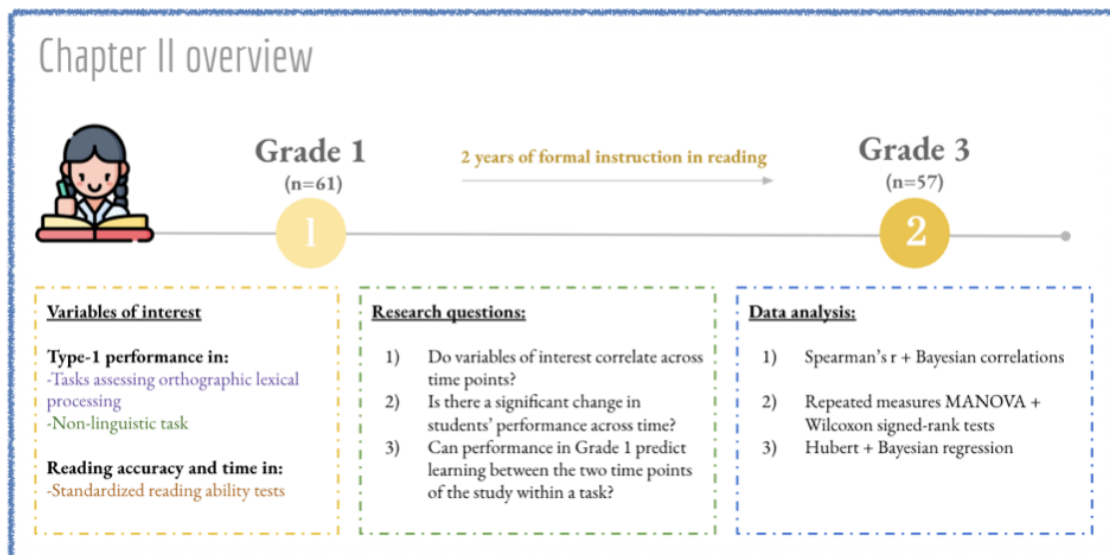 Chapter II overview
Grade 1
(n=61)
2 years of formal instruction in reading
Grade 3
(n=57)
1
2
Variables of interest
Type-1 performance in:
-Tasks assessing orthographic lexical
processing
-Non-linguistic task
Reading accuracy and time in:
-Standardized reading ability tests
Research questions:
1) Do variables of interest correlate across
time points?
2) Is there a significant change in
students’ performance across time?
3) Can performance in Grade 1 predict
learning between the two time points
of the study within a task?
Data analysis:
1) Spearman’s r + Bayesian correlations
2) Repeated measures MANOVA +
Wilcoxon signed-rank tests
3) Hubert + Bayesian regression